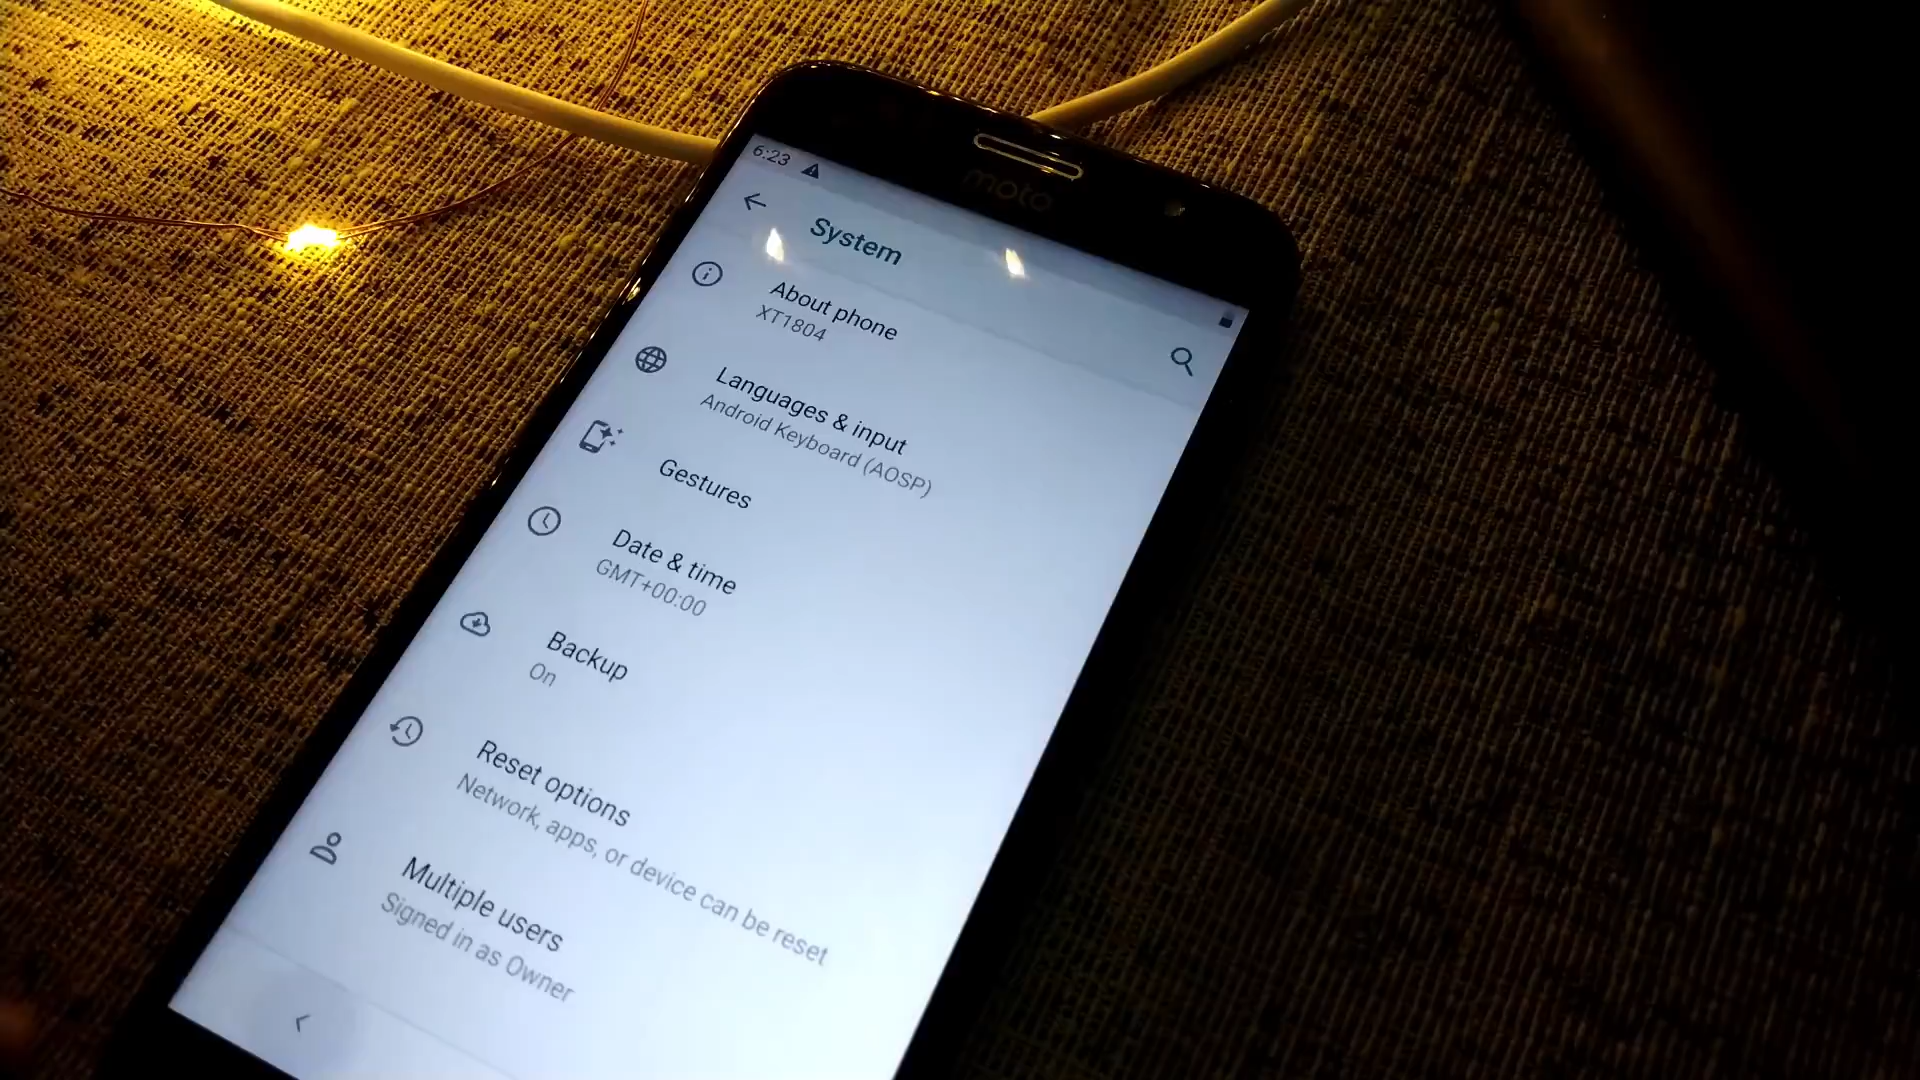 moto
6:23
System
About phone
XT1804
Languages & input
Android Keyboard (AOSP)
Gestures
Date & time
GMT+00:00
Backup
On
Reset options
Network, apps, or device can be reset
Multiple users
Signed in as Owner